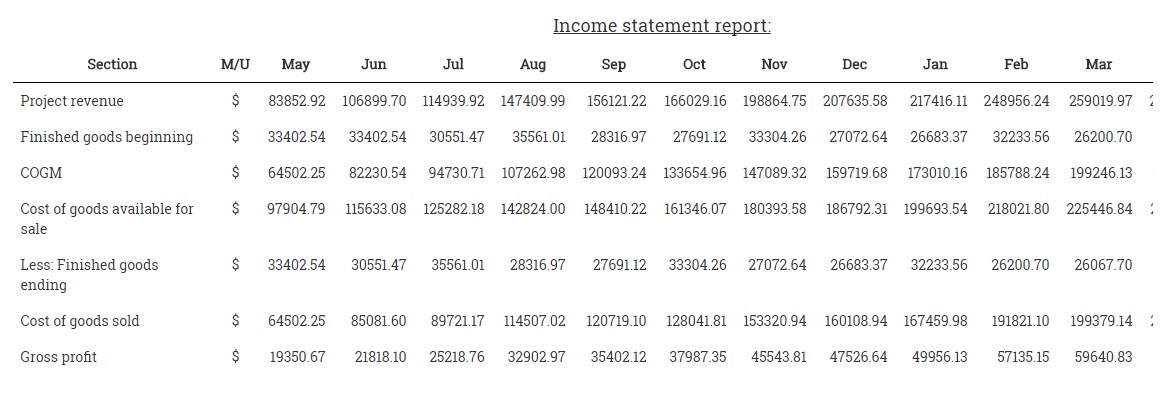 Income statement report:
Section M/U May Jun Jul Aug Sep Oct Nov Dec Jan Feb Mar
Project revenue $ 83852.92 106899.70 114939.92 147409.99 156121.22 166029.16 198864.75 207635.58 217416.11 248956.24 259019.97
Finished goods beginning $ 33402.54 33402.54 30551.47 35561.01 28316.97 27691.12 33304.26 27072.64 26683.37 32233.56 26200.70
COGM $ 64502.25 82230.54 94730.71 107262.98 120093.24 133654.96 147089.32 159719.68 173010.16 185788.24 199246.13
Cost of goods available for $ 97904.79 115633.08 125282.18 142824.00 148410.22 161346.07 180393.58 186792.31 199693.54 218021.80 225446.84
sale
Less: Finished goods $ 33402.54 30551.47 35561.01 28316.97 27691.12 33304.26 27072.64 26683.37 32233.56 26200.70 26067.70
ending
Cost of goods sold $ 64502.25 85081.60 89721.17 114507.02 120719.10 128041.81 153320.94 160108.94 167459.98 191821.10 199379.14
Gross profit $ 19350.67 21818.10 25218.76 32902.97 35402.12 37987.35 45543.81 47526.64 49956.13 57135.15 59640.83